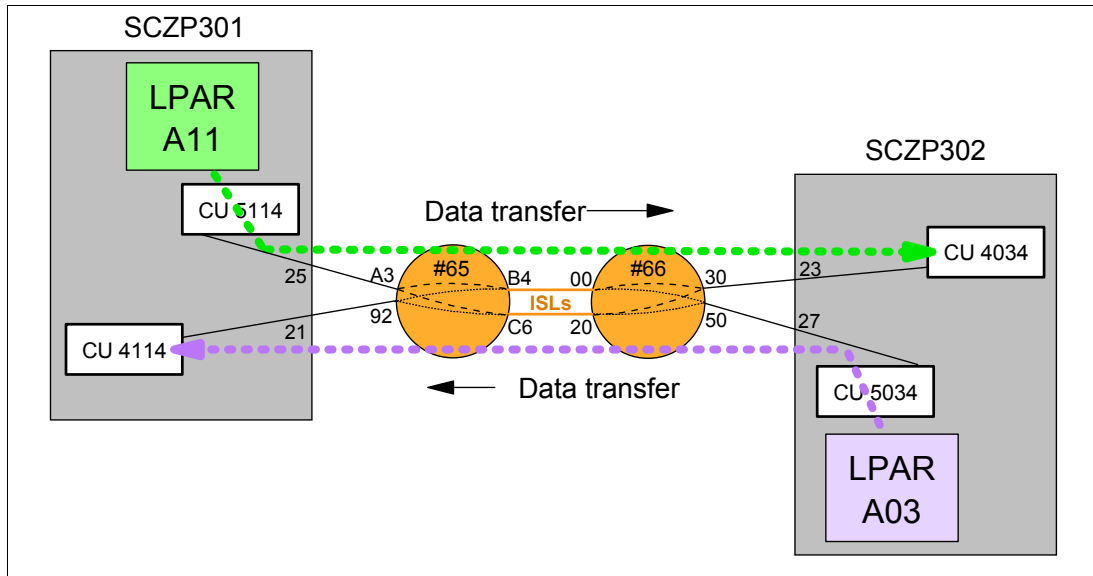 SCZP301
LPAR
A11
CU 5114
25
21
CU 4114
Data transfer
#65
A3
92
B4
C6
ISLs
#66
00
20
30
50
Data transfer
SCZP302
CU 4034
23
27
CU 5034
LPAR
A03